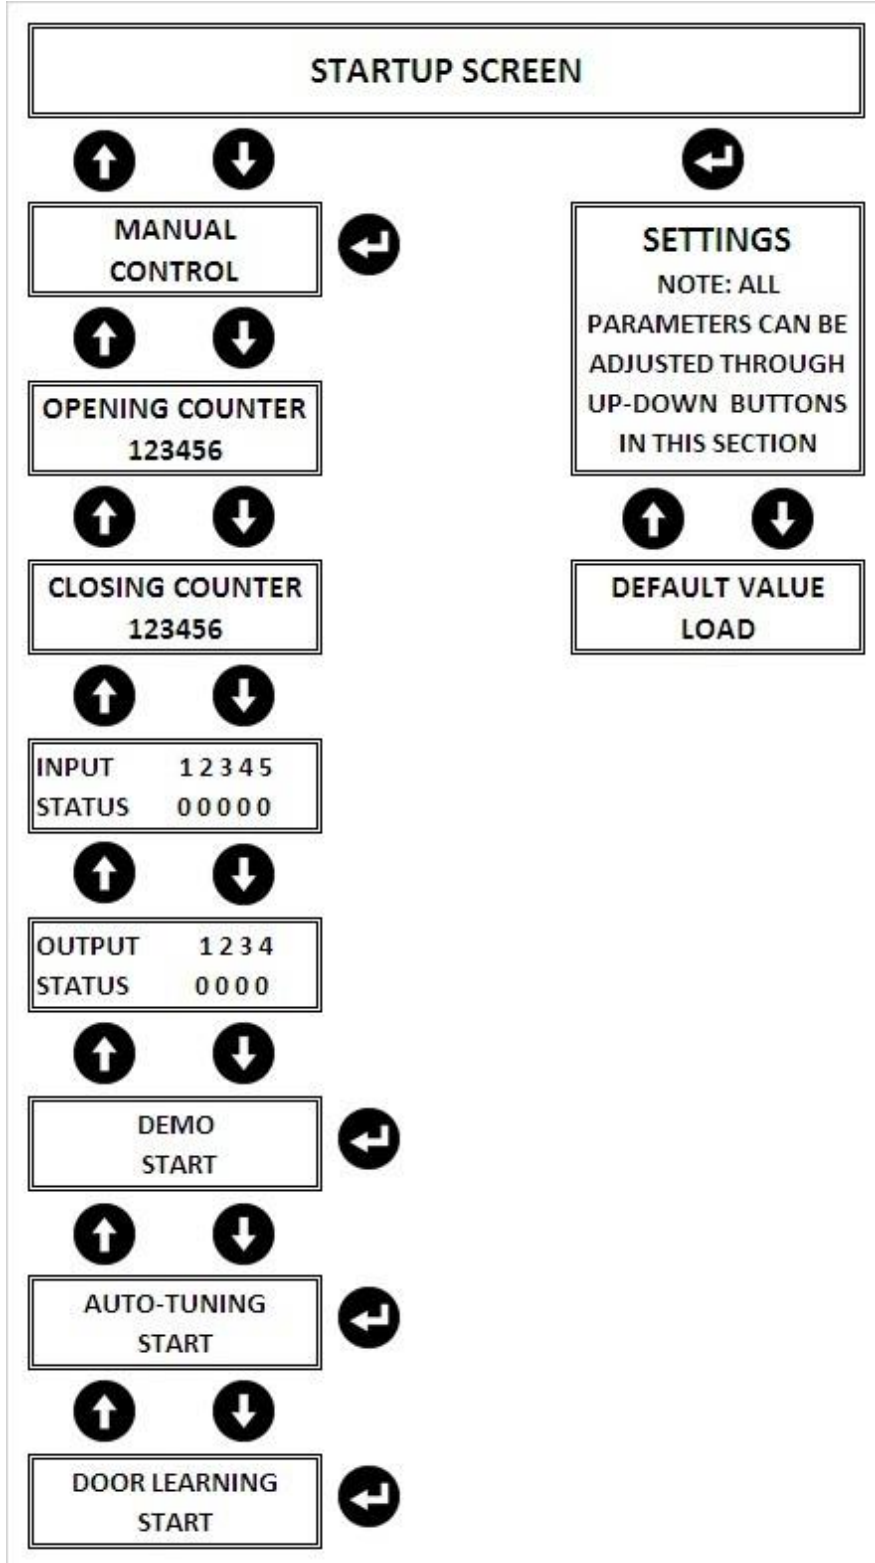 STARTUP SCREEN
MANUAL
CONTROL
OPENING COUNTER
123456
CLOSING COUNTER
123456
INPUT 1 2 3 4 5
STATUS 0 0 0 0 0
OUTPUT 1 2 3 4
STATUS 0 0 0 0
DEMO
START
AUTO-TUNING
START
DOOR LEARNING
START
SETTINGS
NOTE: ALL
PARAMETERS CAN BE
ADJUSTED THROUGH
UP-DOWN BUTTONS
IN THIS SECTION
DEFAULT VALUE
LOAD